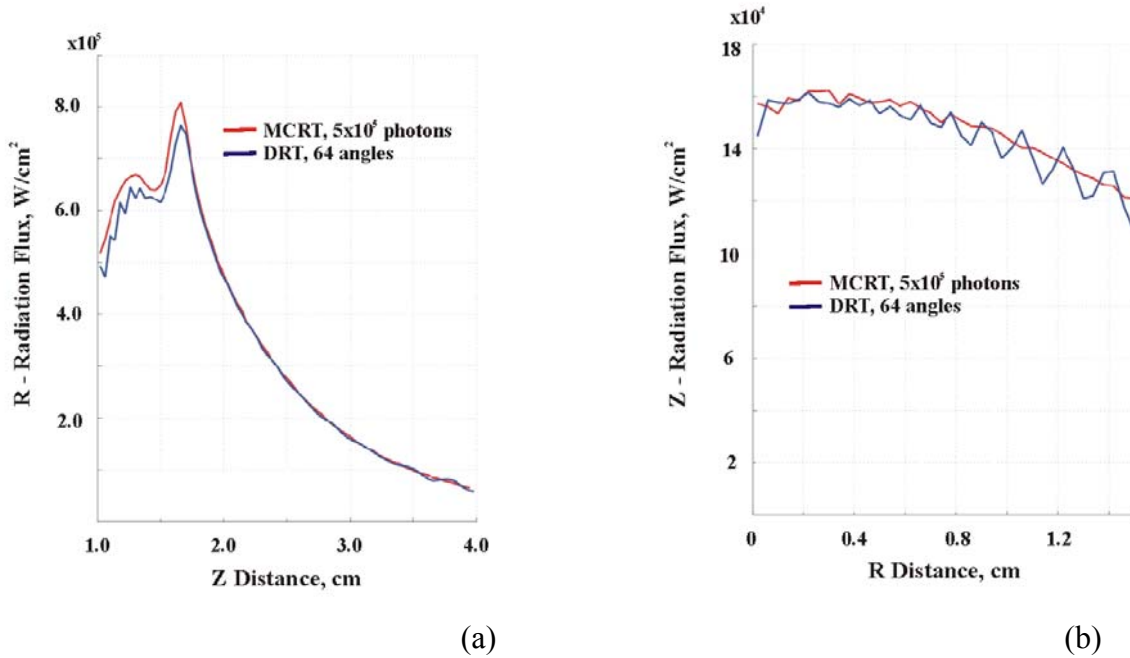 x10⁵
8.0
6.0
4.0
2.0
R - Radiation Flux, W/cm²
MCRT, 5x10⁵ photons
DRT, 64 angles
1.0 2.0 3.0 4.0
Z Distance, cm
(a)
x10⁴
18
14
10
6
2
Z - Radiation Flux, W/cm²
MCRT, 5x10⁵ photons
DRT, 64 angles
0 0.4 0.8 1.2
R Distance, cm
(b)